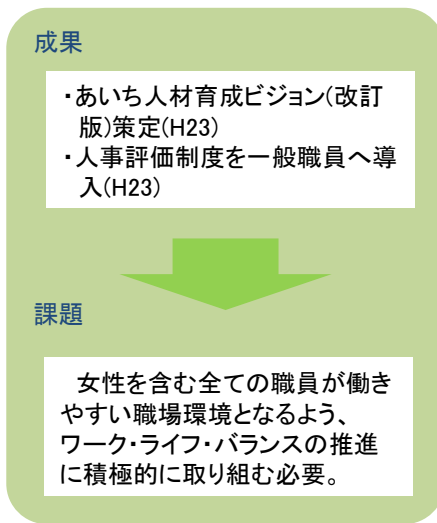 成果
・あいち人材育成ビジョン(改訂
版)策定(H23)
・人事評価制度を一般職員へ導
入(H23)
課題
　女性を含む全ての職員が働き
やすい職場環境となるよう、
ワーク・ライフ・バランスの推進
に積極的に取り組む必要。